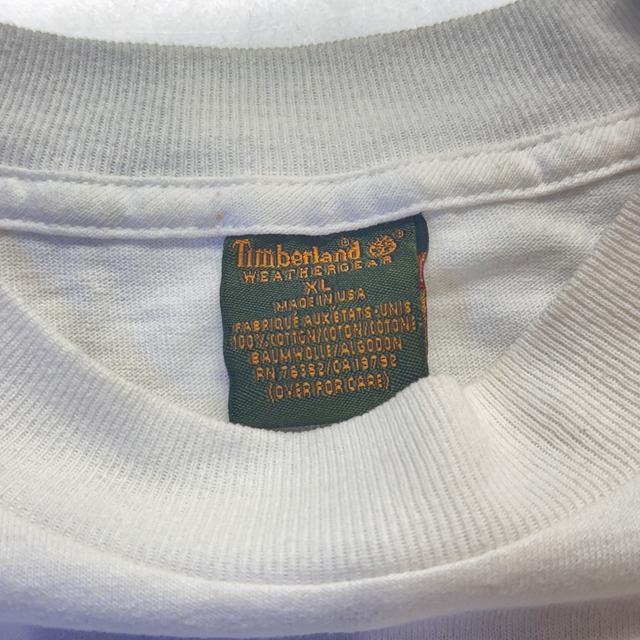 Timberland®®
WEATHERGEAR
XL
MADE IN USA
FABRIQUÉ AUX ÉTATS-UNIS
100% COTTON/COTON/COTONE
BAUMWOLLE/ALGODON
RN 76392/CA 19792
(OVER FOR CARE)